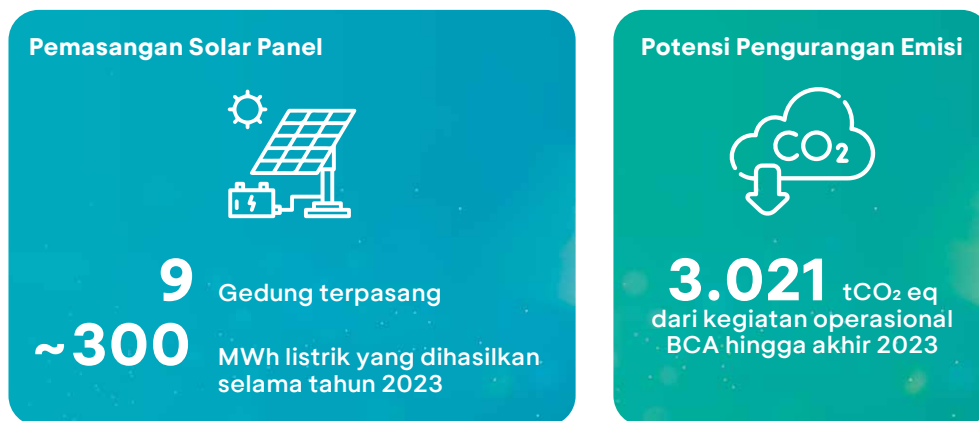 Pemasangan Solar Panel
9 Gedung terpasang
~300 MWh listrik yang dihasilkan
selama tahun 2023
Potensi Pengurangan Emisi
CO₂
3.021 tCO₂ eq
dari kegiatan operasional
BCA hingga akhir 2023